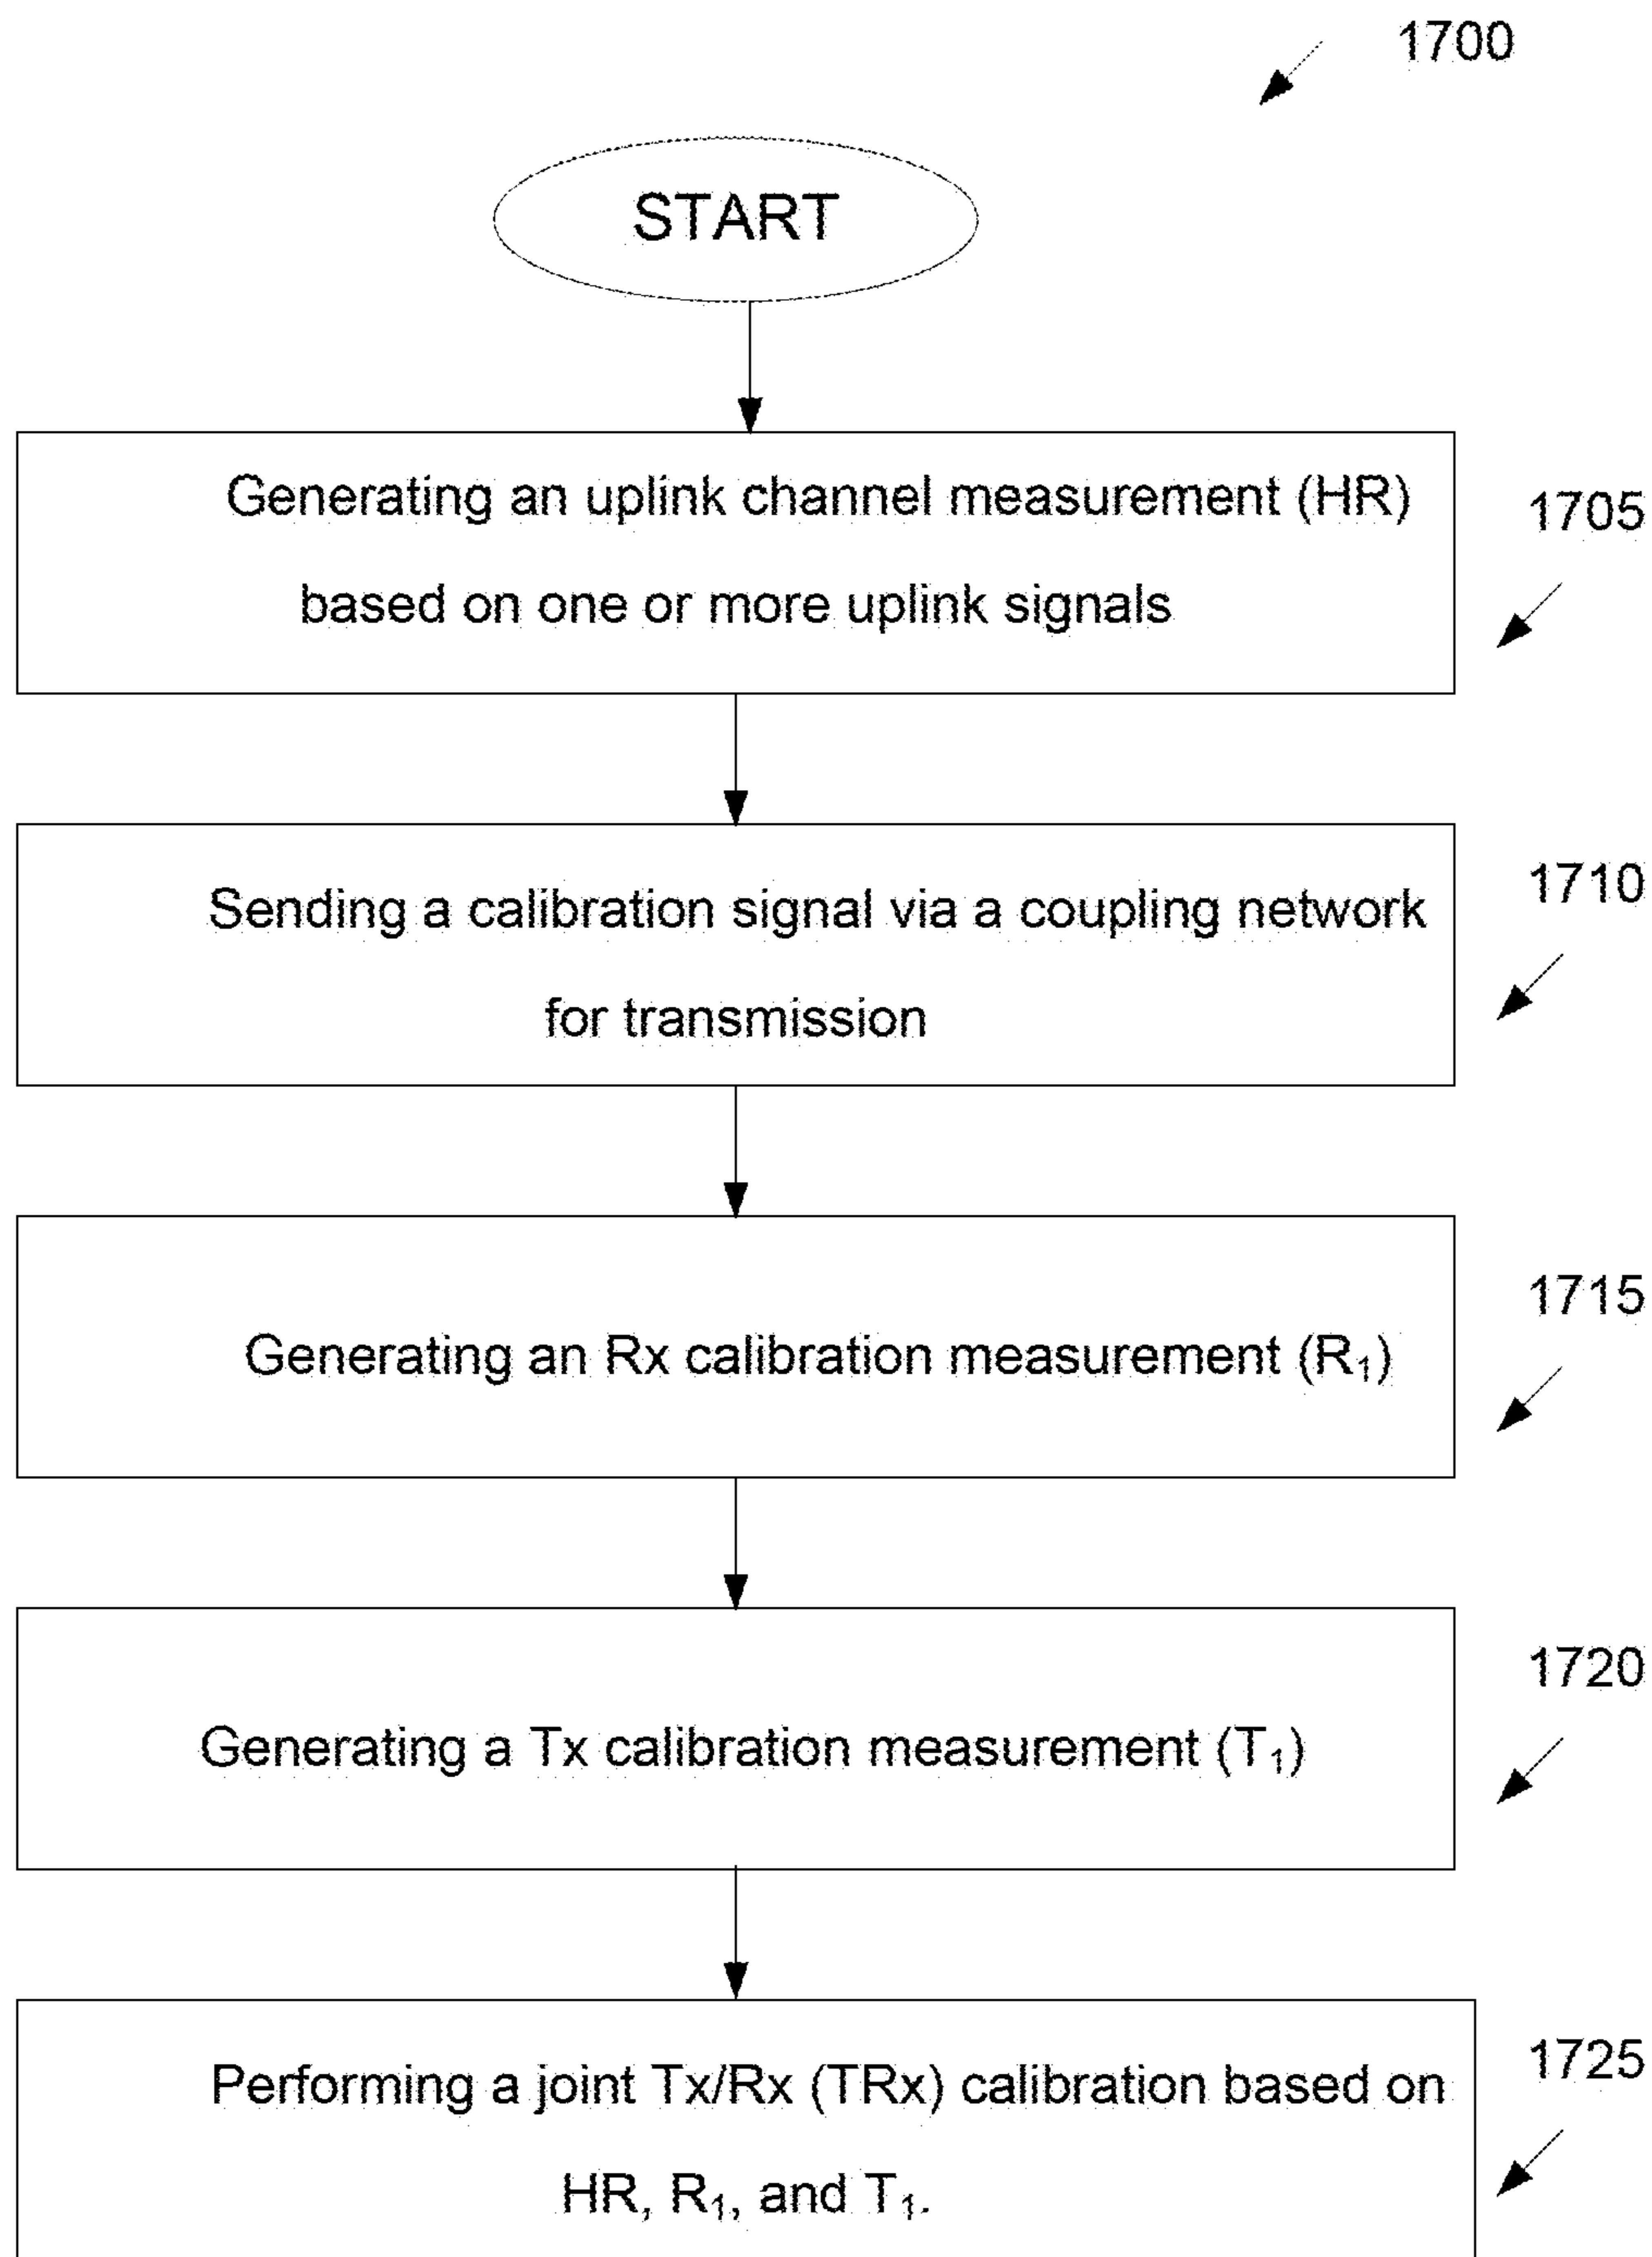 1700
START
Generating an uplink channel measurement (HR)
based on one or more uplink signals
1705
Sending a calibration signal via a coupling network
for transmission
1710
Generating an Rx calibration measurement (R₁)
1715
Generating a Tx calibration measurement (T₁)
1720
Performing a joint Tx/Rx (TRx) calibration based on
HR, R₁, and T₁.
1725